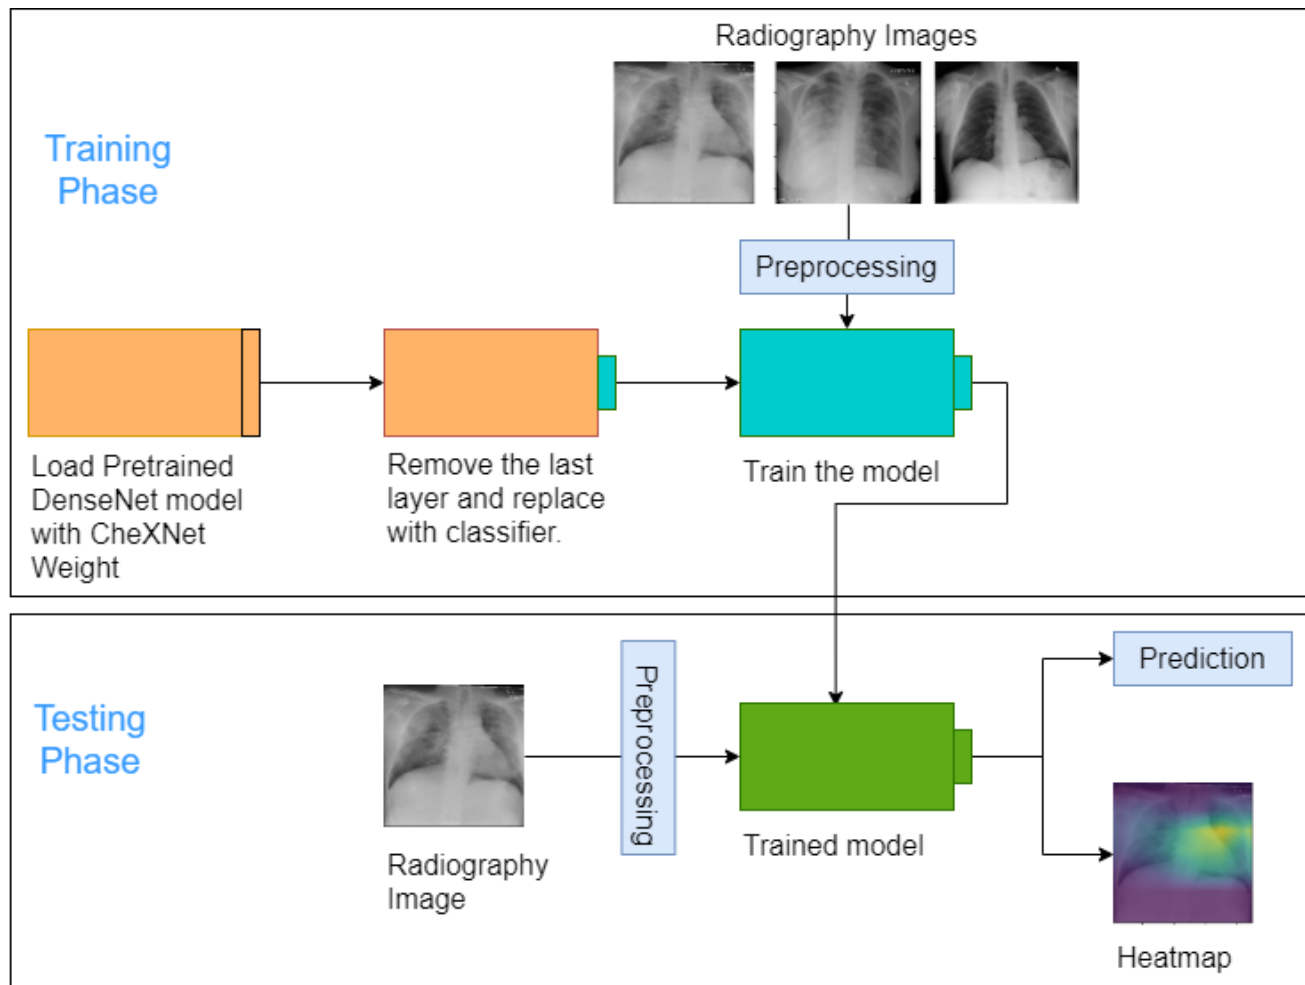 Radiography Images
Training
Phase
Preprocessing
Load Pretrained
DenseNet model
with CheXNet
Weight
Remove the last
layer and replace
with classifier.
Train the model
Testing
Phase
Radiography
Image
Preprocessing
Trained model
Prediction
Heatmap